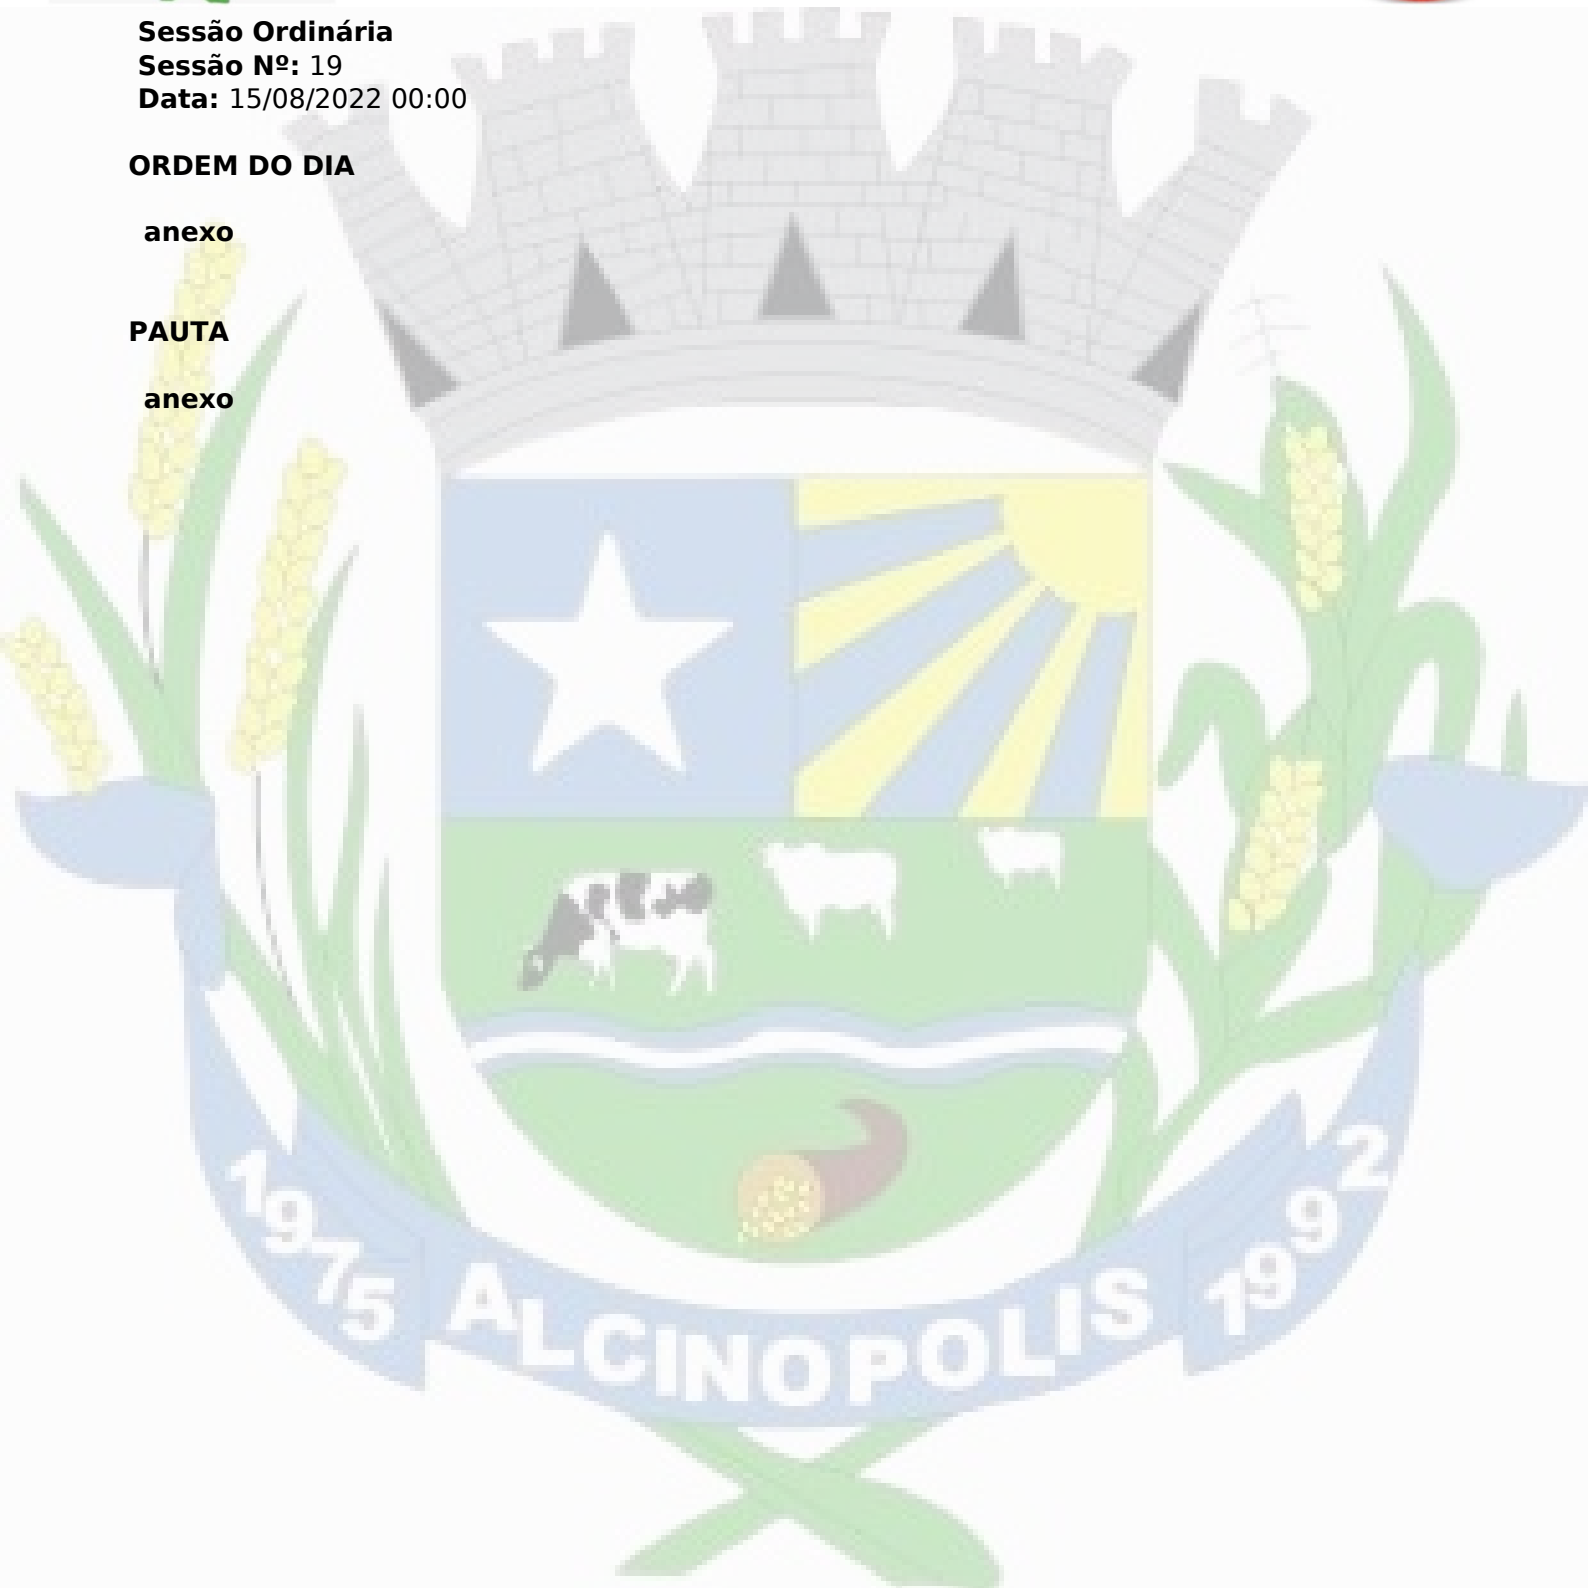 Sessão Ordinária
Sessão Nº: 19
Data: 15/08/2022 00:00
ORDEM DO DIA
anexo
PAUTA
anexo
1975 ALCINOPOLIS 1992